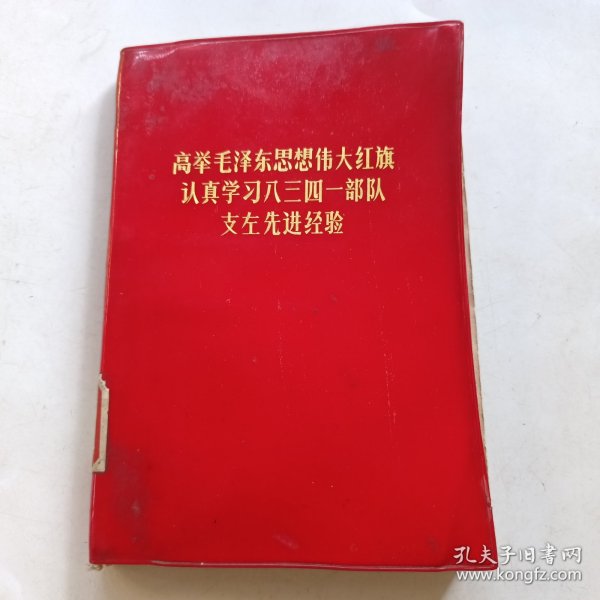 高举毛泽东思想伟大红旗
认真学习八三四一部队
支左先进经验
孔夫子旧书网
www.kongfz.com